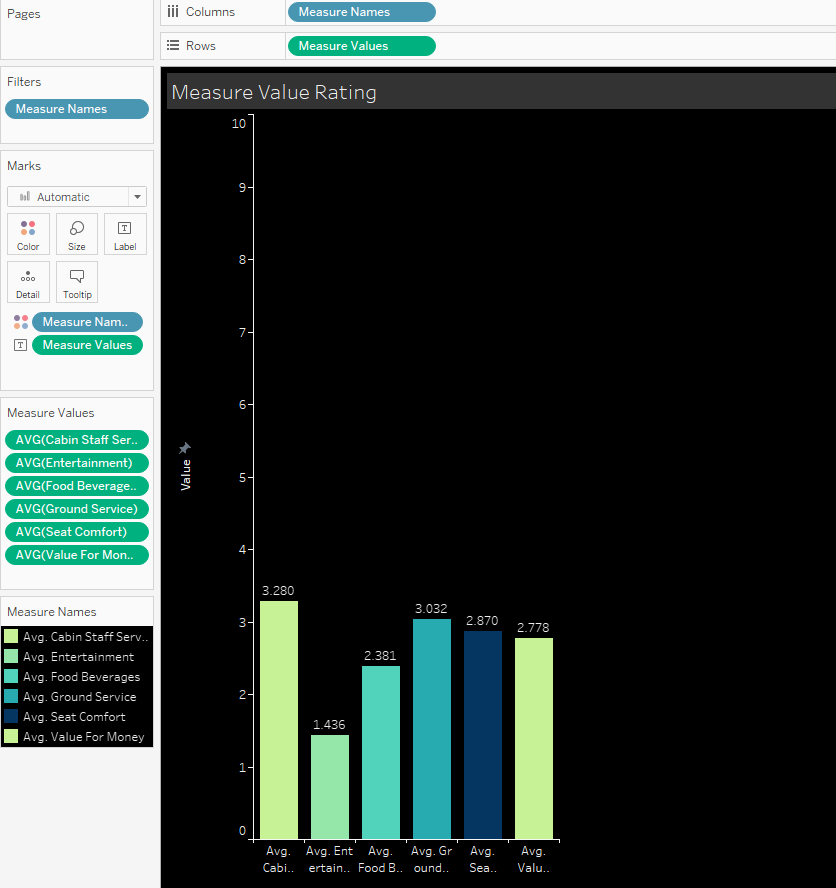 Pages
Columns
Measure Names
Rows
Measure Values
Filters
Measure Names
Marks
Automatic
Color
Size
Label
Detail
Tooltip
Measure Nam..
Measure Values
Measure Values
AVG(Cabin Staff Ser..
AVG(Entertainment)
AVG(Food Beverage..
AVG(Ground Service)
AVG(Seat Comfort)
AVG(Value For Mon..
Measure Names
Avg. Cabin Staff Serv..
Avg. Entertainment
Avg. Food Beverages
Avg. Ground Service
Avg. Seat Comfort
Avg. Value For Money
Measure Value Rating
Value
10
9
8
7
6
5
4
3
2
1
0
3.280
1.436
2.381
3.032
2.870
2.778
Avg.
Cabi..
Avg. Ent
ertain..
Avg.
Food B..
Avg. Gr
ound..
Avg.
Sea..
Avg.
Valu..